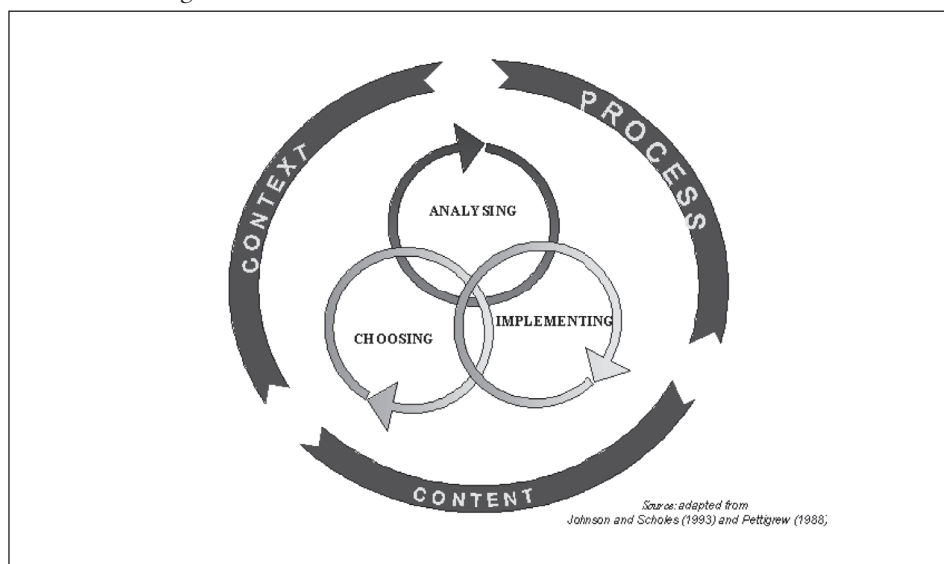 CONTEXT
PROCESS
ANALYSING
CHOOSING
IMPLEMENTING
CONTENT
Source: adapted from
Johnson and Scholes (1993) and Pettigrew (1988)